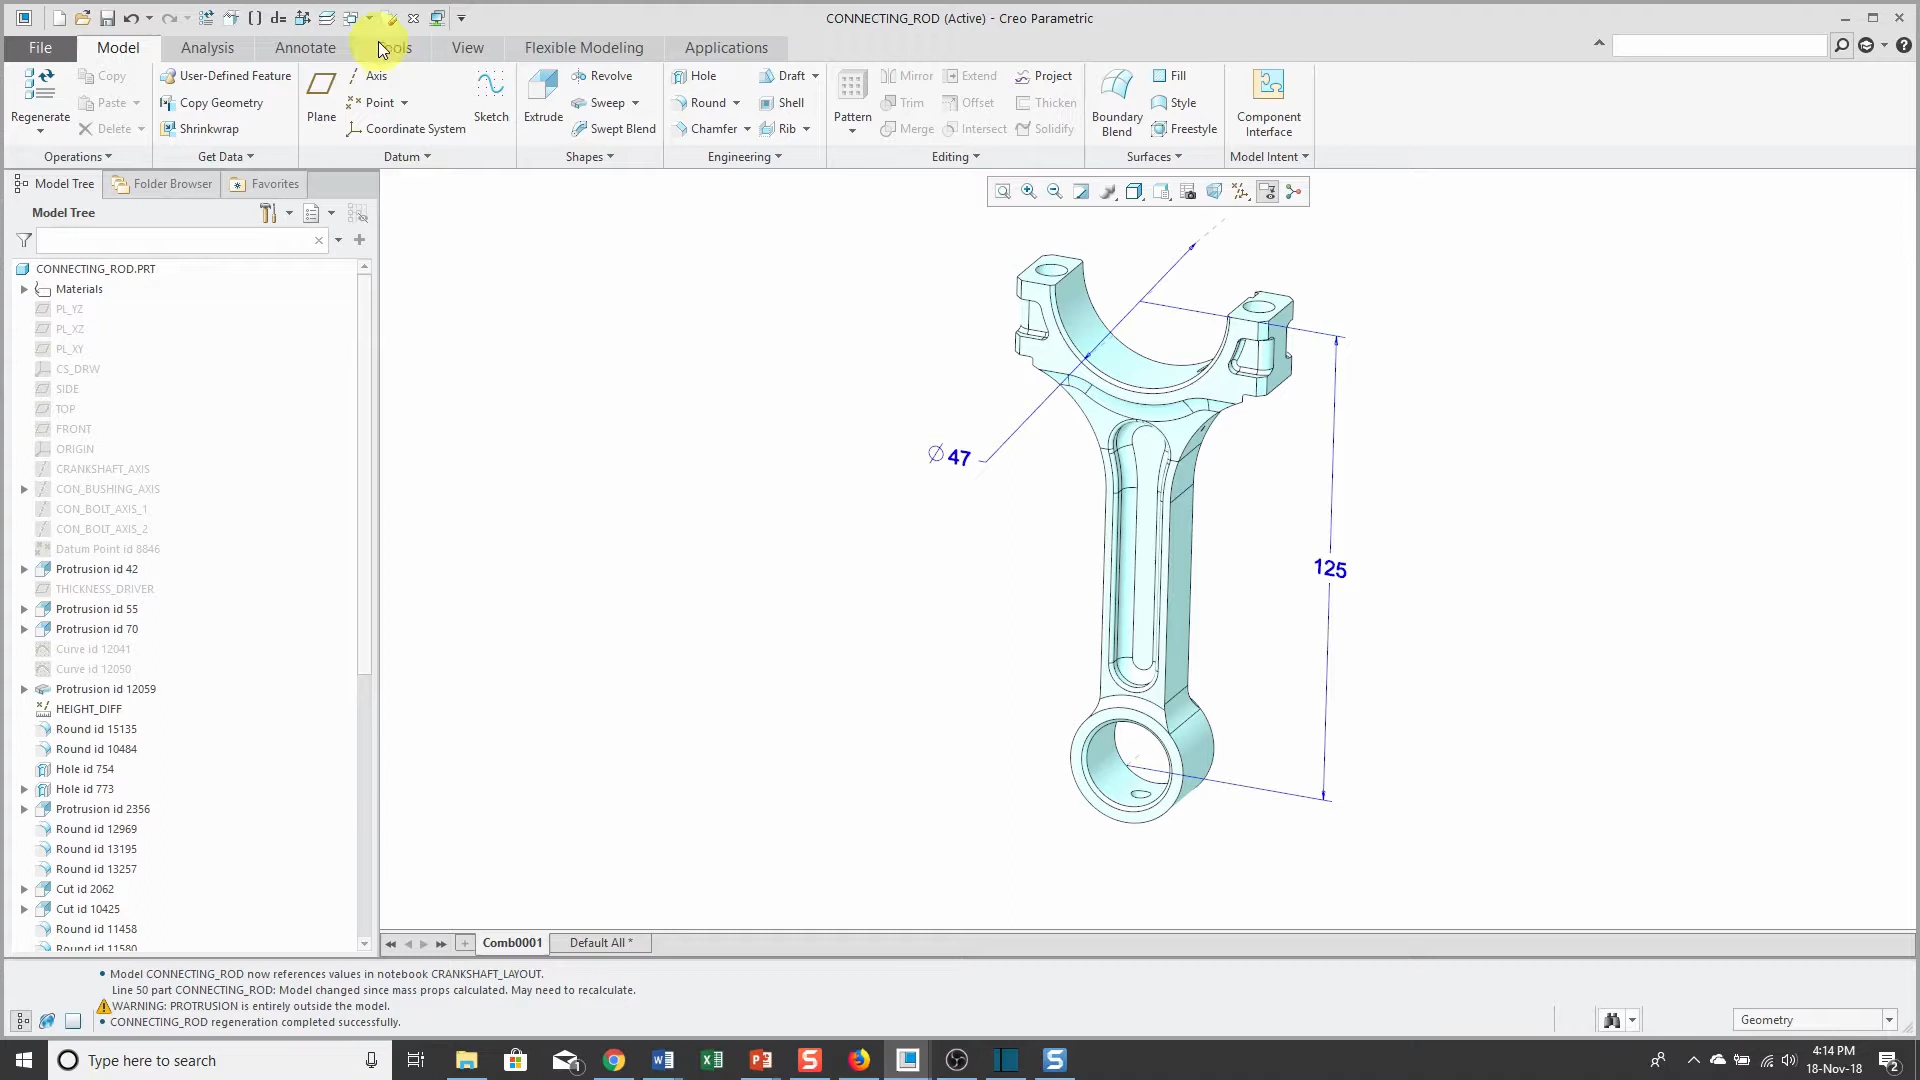 CONNECTING_ROD (Active) - Creo Parametric
File Model Analysis Annotate View Flexible Modeling Applications
Regenerate
Copy
Paste
Delete
Operations
User-Defined Feature
Copy Geometry
Shrinkwrap
Get Data
Plane
Axis
Point
Coordinate System
Sketch
Datum
Extrude
Revolve
Sweep
Swept Blend
Shapes
Hole
Round
Chamfer
Draft
Shell
Rib
Engineering
Pattern
Mirror
Trim
Merge
Extend
Offset
Intersect
Project
Thicken
Solidify
Editing
Boundary
Blend
Fill
Style
Freestyle
Surfaces
Component
Interface
Model Intent
Model Tree Folder Browser Favorites
Model Tree
CONNECTING_ROD.PRT
Materials
PL_YZ
PL_XZ
PL_XY
CS_DRW
SIDE
TOP
FRONT
ORIGIN
CRANKSHAFT_AXIS
CON_BUSHING_AXIS
CON_BOLT_AXIS_1
CON_BOLT_AXIS_2
Datum Point id 8846
Protrusion id 42
THICKNESS_DRIVER
Protrusion id 55
Protrusion id 70
Curve id 12041
Curve id 12050
Protrusion id 12059
HEIGHT_DIFF
Round id 15135
Round id 10484
Hole id 754
Hole id 773
Protrusion id 2356
Round id 12969
Round id 13195
Round id 13257
Cut id 2062
Cut id 10425
Round id 11458
Round id 11580
∅ 47
125
Comb0001 Default All *
• Model CONNECTING_ROD now references values in notebook CRANKSHAFT_LAYOUT.
Line 50 part CONNECTING_ROD: Model changed since mass props calculated. May need to recalculate.
WARNING: PROTRUSION is entirely outside the model.
• CONNECTING_ROD regeneration completed successfully.
Geometry
Type here to search
4:14 PM
18-Nov-18